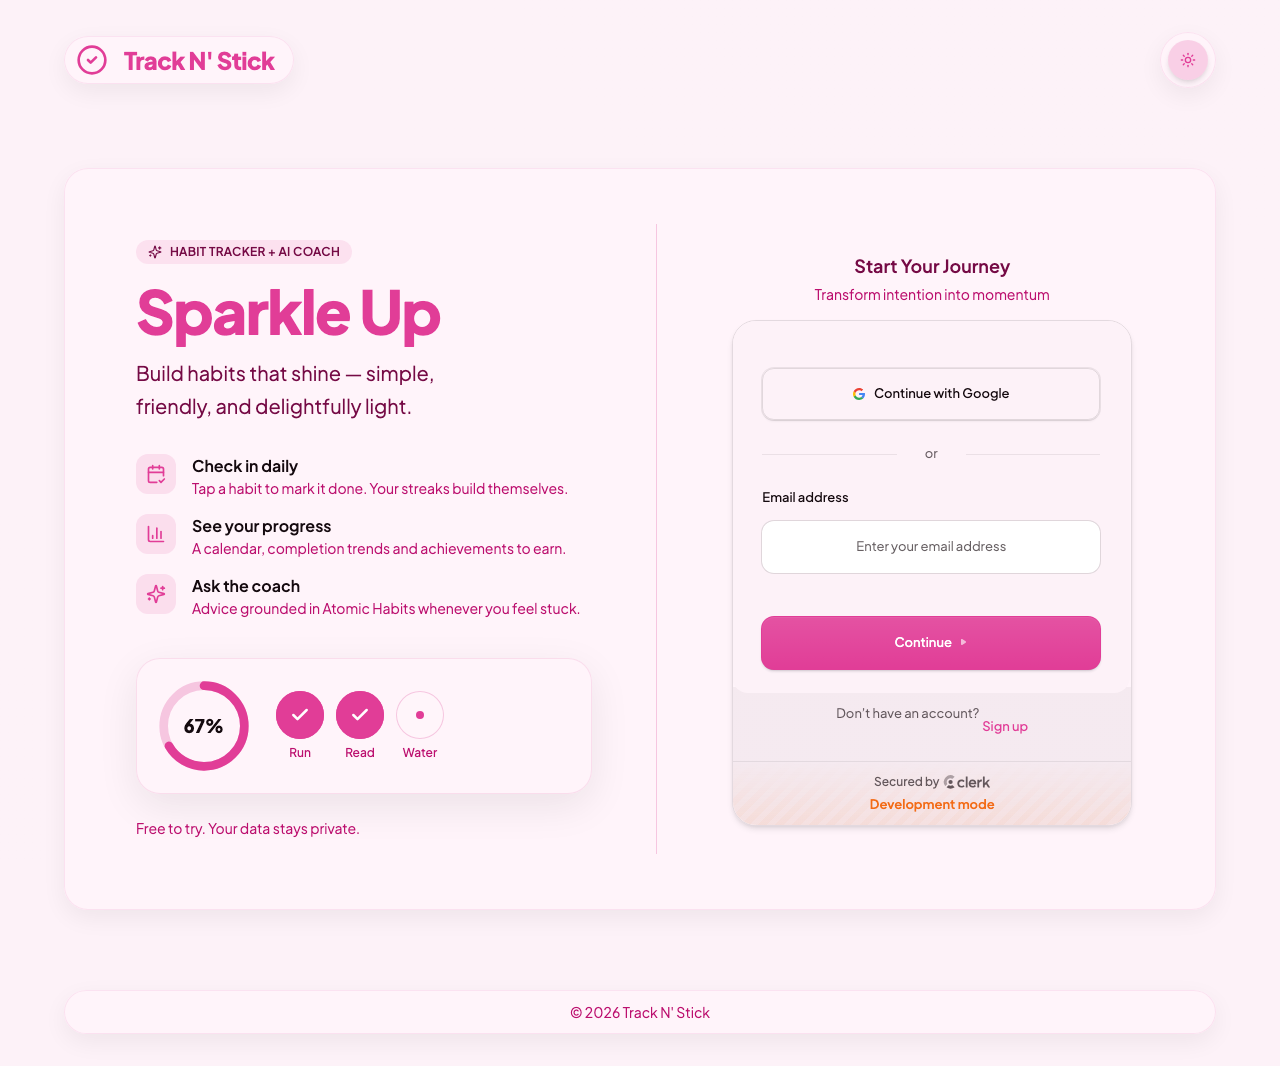 Track N' Stick
HABIT TRACKER + AI COACH
Sparkle Up
Build habits that shine — simple,
friendly, and delightfully light.
Check in daily
Tap a habit to mark it done. Your streaks build themselves.
See your progress
A calendar, completion trends and achievements to earn.
Ask the coach
Advice grounded in Atomic Habits whenever you feel stuck.
67%
Run
Read
Water
Free to try. Your data stays private.
Start Your Journey
Transform intention into momentum
Continue with Google
or
Email address
Enter your email address
Continue
Don't have an account?
Sign up
Secured by clerk
Development mode
© 2026 Track N' Stick